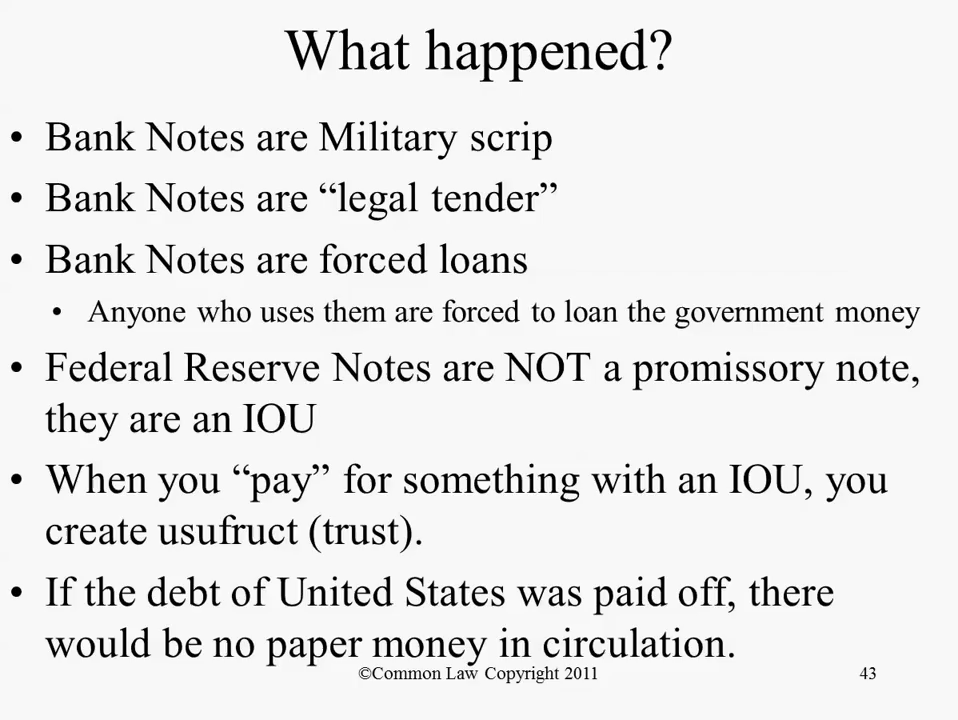 What happened?
• Bank Notes are Military scrip
• Bank Notes are “legal tender”
• Bank Notes are forced loans
• Anyone who uses them are forced to loan the government money
• Federal Reserve Notes are NOT a promissory note,
they are an IOU
• When you “pay” for something with an IOU, you
create usufruct (trust).
• If the debt of United States was paid off, there
would be no paper money in circulation.
©Common Law Copyright 2011 43